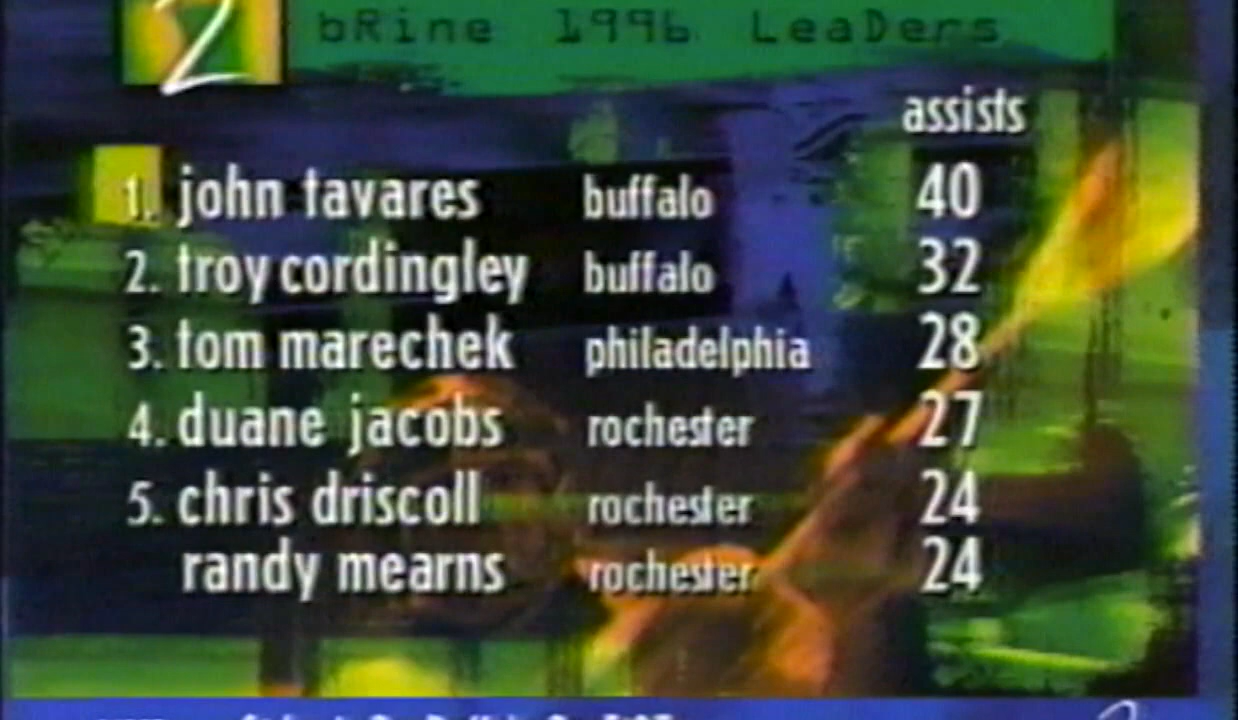 2
bRine 1996 LeaDers
assists
1. john tavares buffalo 40
2. troy cordingley buffalo 32
3. tom marechek philadelphia 28
4. duane jacobs rochester 27
5. chris driscoll rochester 24
randy mearns rochester 24